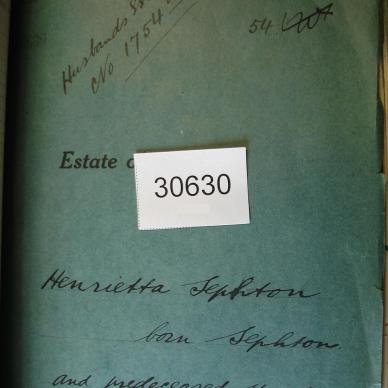 Husbands
No 1754
54
Estate
30630
Henrietta Sephton
born Sephton
and predeceased